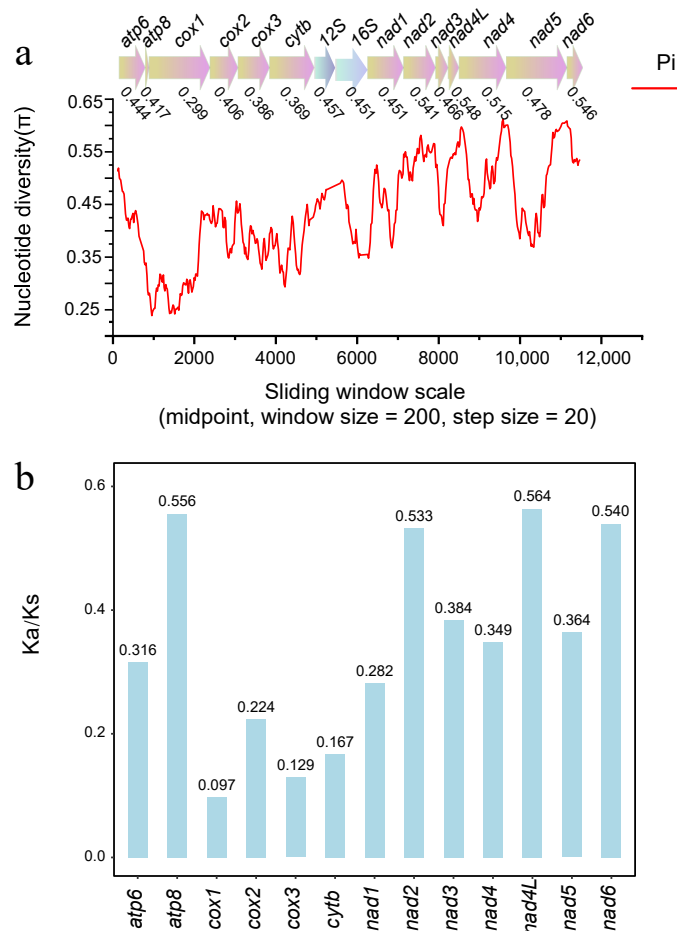 a
atp6 atp8 cox1 cox2 cox3 cytb 12S 16S nad1 nad2 nad3 nad4L nad4 nad5 nad6
0.444 0.417 0.299 0.406 0.386 0.369 0.457 0.451 0.451 0.541 0.466 0.548 0.515 0.478 0.546
Pi
Nucleotide diversity(π)
0.65
0.55
0.45
0.35
0.25
0 2000 4000 6000 8000 10,000 12,000
Sliding window scale
(midpoint, window size = 200, step size = 20)
b
Ka/Ks
0.6
0.4
0.2
0.0
0.316 0.556 0.097 0.224 0.129 0.167 0.282 0.533 0.384 0.349 0.564 0.364 0.540
atp6 atp8 cox1 cox2 cox3 cytb nad1 nad2 nad3 nad4 nad4L nad5 nad6